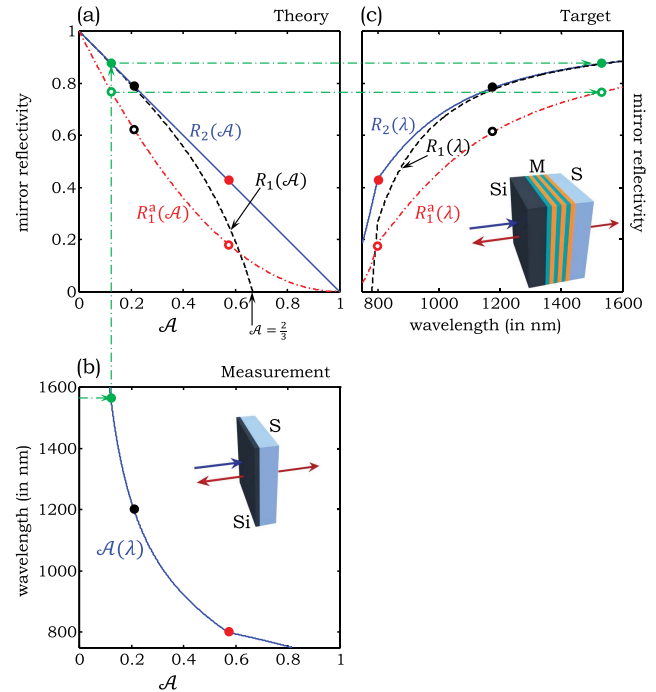 (a) Theory
mirror reflectivity
1
0.8
0.6
0.4
0.2
0
R₂(𝒜)
R₁(𝒜)
R₁ᵃ(𝒜)
0 0.2 0.4 0.6 0.8 1
𝒜
𝒜 = 2/3
(c) Target
mirror reflectivity
R₂(λ)
R₁(λ)
R₁ᵃ(λ)
M
Si
S
800 1000 1200 1400 1600
wavelength (in nm)
(b) Measurement
wavelength (in nm)
1600
1400
1200
1000
800
𝒜(λ)
S
Si
0 0.2 0.4 0.6 0.8 1
𝒜